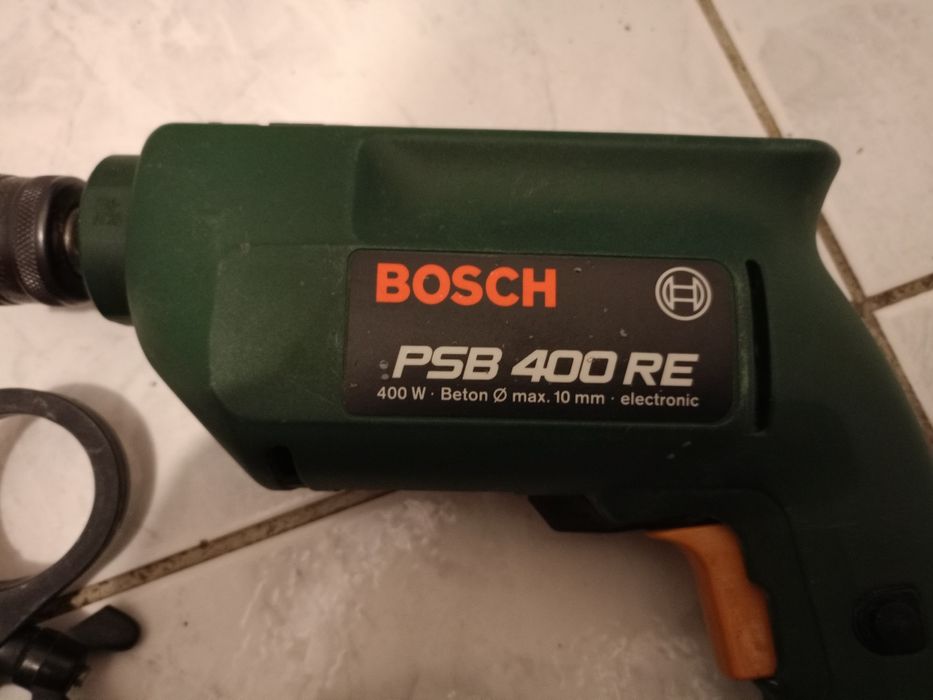 BOSCH
PSB 400 RE
400 W · Beton Ø max. 10 mm · electronic